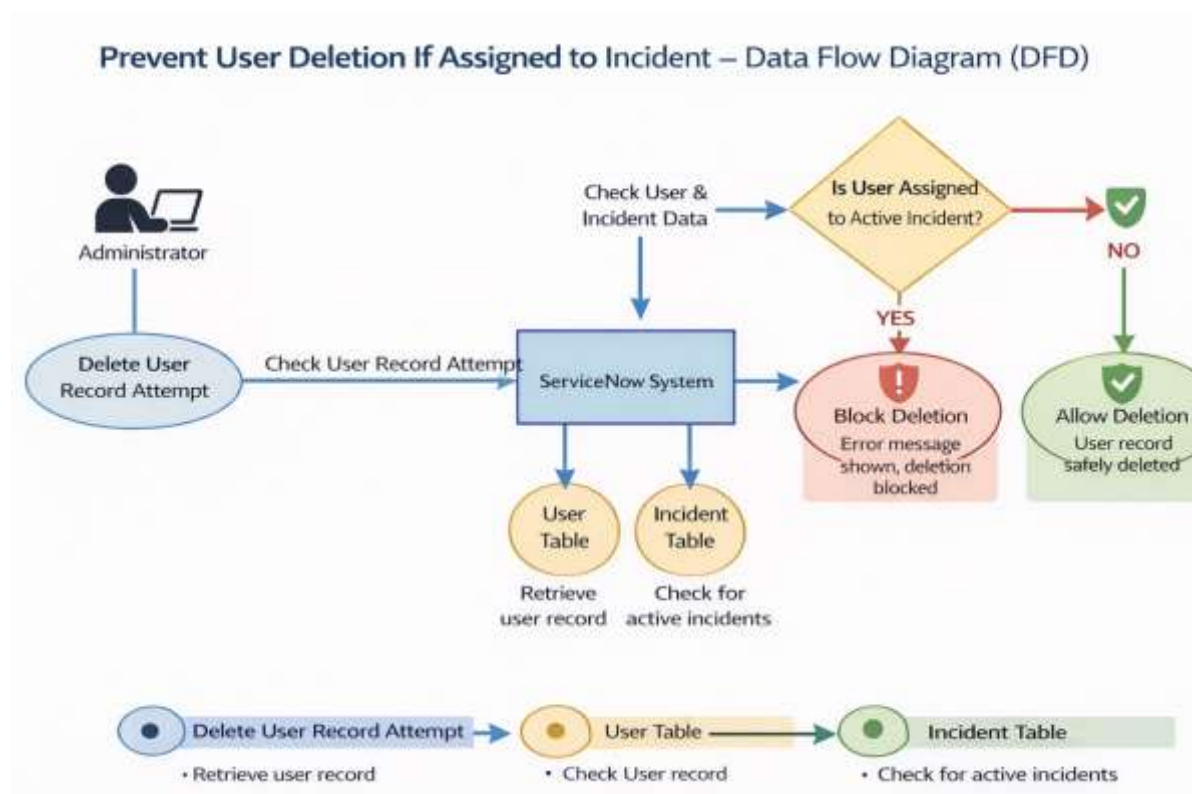 Prevent User Deletion If Assigned to Incident – Data Flow Diagram (DFD)
Administrator
Delete User
Record Attempt
Check User Record Attempt
Check User &
Incident Data
ServiceNow System
Is User Assigned
to Active Incident?
YES
NO
Block Deletion
Error message
shown, deletion
blocked
Allow Deletion
User record
safely deleted
User
Table
Incident
Table
Retrieve
user record
Check for
active incidents
Delete User Record Attempt
User Table
Incident Table
• Retrieve user record
• Check User record
• Check for active incidents